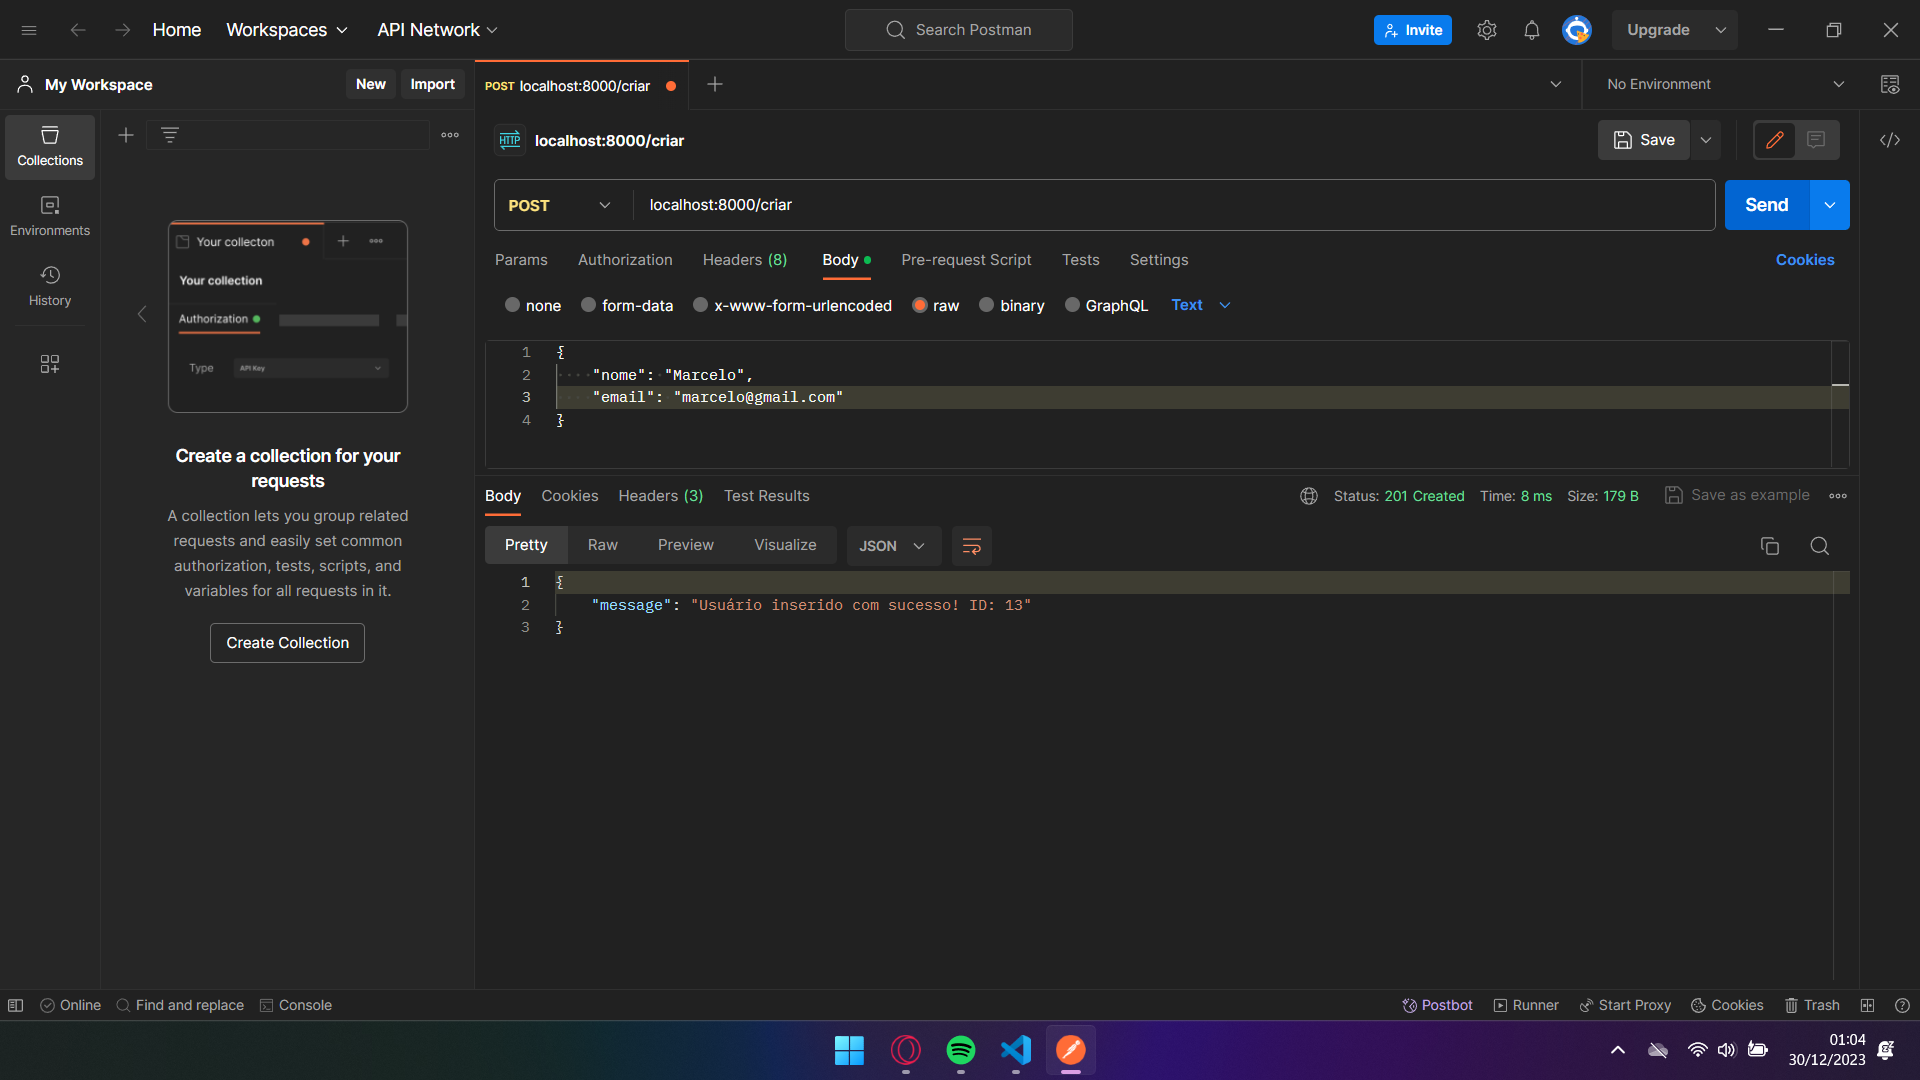 Home Workspaces API Network Search Postman Invite Upgrade
My Workspace New Import POST localhost:8000/criar No Environment
Collections
HTTP localhost:8000/criar Save
POST localhost:8000/criar Send
Environments
Your collecton
Params Authorization Headers (8) Body Pre-request Script Tests Settings Cookies
Your collection
History
none form-data x-www-form-urlencoded raw binary GraphQL Text
Authorization
Type API Key
1 {
2 "nome": "Marcelo",
3 "email": "marcelo@gmail.com"
4 }
Create a collection for your
requests
A collection lets you group related
requests and easily set common
authorization, tests, scripts, and
variables for all requests in it.
Create Collection
Body Cookies Headers (3) Test Results Status: 201 Created Time: 8 ms Size: 179 B Save as example
Pretty Raw Preview Visualize JSON
1 {
2 "message": "Usuário inserido com sucesso! ID: 13"
3 }
Online Find and replace Console Postbot Runner Start Proxy Cookies Trash
01:04
30/12/2023